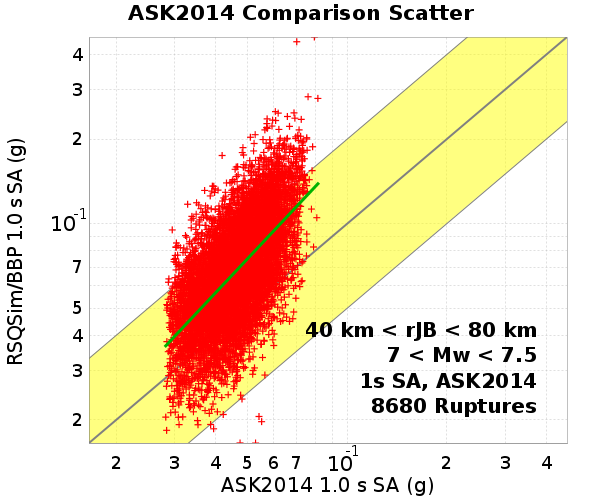 ASK2014 Comparison Scatter
RSQSim/BBP 1.0 s SA (g)
4
3
2
10-1
7
5
4
3
2
40 km < rJB < 80 km
7 < Mw < 7.5
1s SA, ASK2014
8680 Ruptures
2 3 4 5 6 7 10-1 2 3 4
ASK2014 1.0 s SA (g)